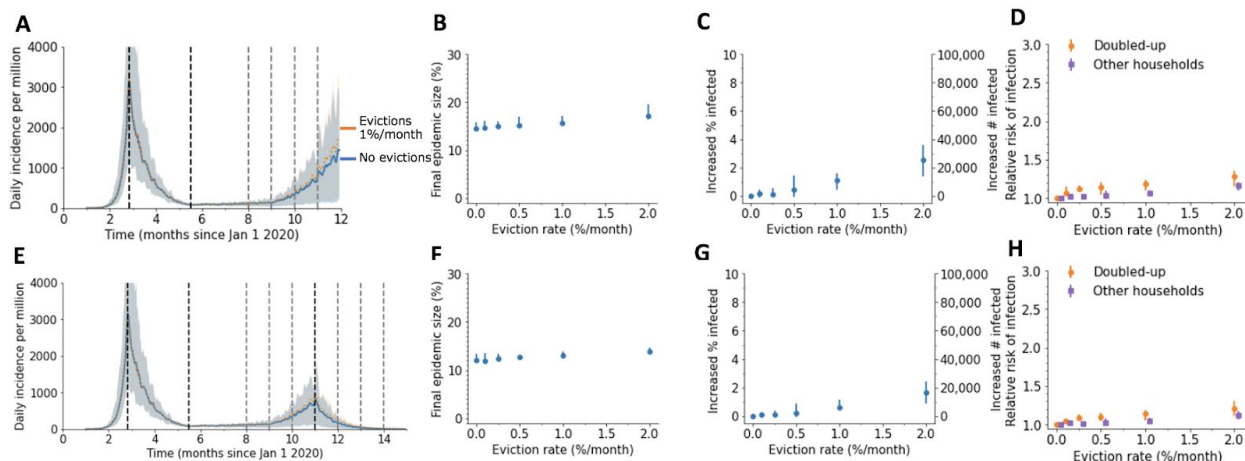 A
Daily incidence per million
4000
3000
2000
1000
0
0 2 4 6 8 10 12
Time (months since Jan 1 2020)
Evictions
1%/month
No evictions
B
Final epidemic size (%)
30
20
10
0
0.0 0.5 1.0 1.5 2.0
Eviction rate (%/month)
C
Increased % infected
10
8
6
4
2
0
0.0 0.5 1.0 1.5 2.0
Eviction rate (%/month)
100,000
80,000
60,000
40,000
20,000
0
Increased # infected
D
Relative risk of infection
3.0
2.5
2.0
1.5
1.0
Doubled-up
Other households
0.0 0.5 1.0 1.5 2.0
Eviction rate (%/month)
E
Daily incidence per million
4000
3000
2000
1000
0
0 2 4 6 8 10 12 14
Time (months since Jan 1 2020)
F
Final epidemic size (%)
30
20
10
0
0.0 0.5 1.0 1.5 2.0
Eviction rate (%/month)
G
Increased % infected
10
8
6
4
2
0
0.0 0.5 1.0 1.5 2.0
Eviction rate (%/month)
100,000
80,000
60,000
40,000
20,000
0
Increased # infected
H
Relative risk of infection
3.0
2.5
2.0
1.5
1.0
Doubled-up
Other households
0.0 0.5 1.0 1.5 2.0
Eviction rate (%/month)